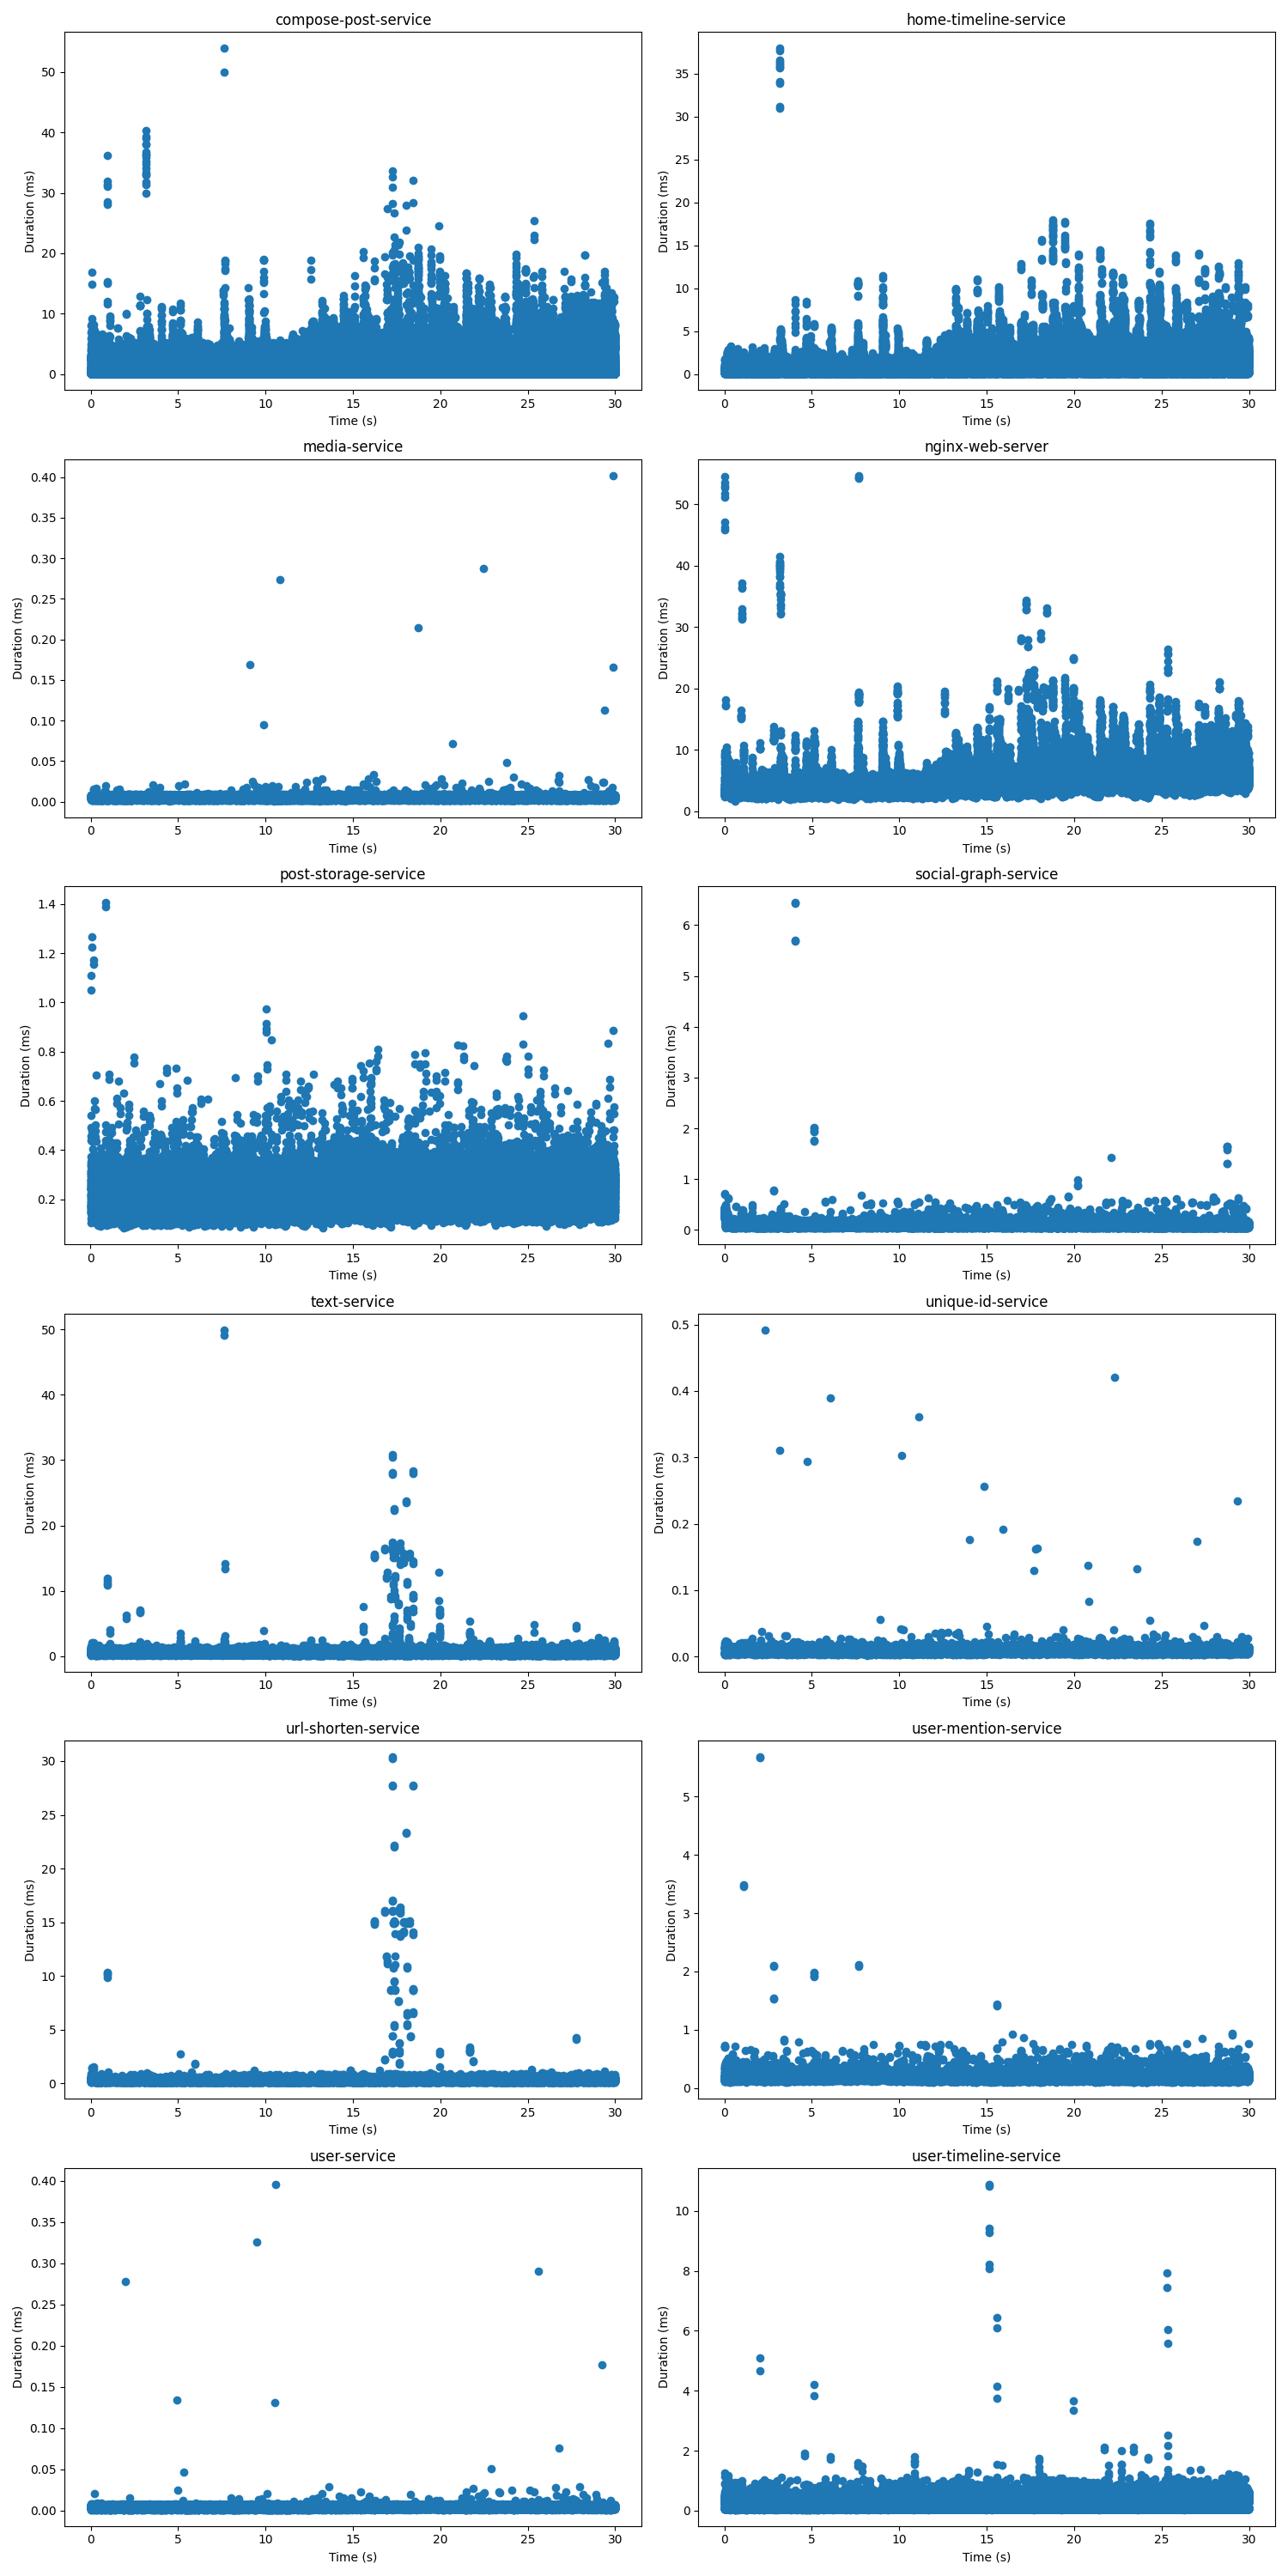 compose-post-service
50
40
30
20
10
0
Duration (ms)
0 5 10 15 20 25 30
Time (s)
home-timeline-service
35
30
25
20
15
10
5
0
Duration (ms)
0 5 10 15 20 25 30
Time (s)
media-service
0.40
0.35
0.30
0.25
0.20
0.15
0.10
0.05
0.00
Duration (ms)
0 5 10 15 20 25 30
Time (s)
nginx-web-server
50
40
30
20
10
0
Duration (ms)
0 5 10 15 20 25 30
Time (s)
post-storage-service
1.4
1.2
1.0
0.8
0.6
0.4
0.2
Duration (ms)
0 5 10 15 20 25 30
Time (s)
social-graph-service
6
5
4
3
2
1
0
Duration (ms)
0 5 10 15 20 25 30
Time (s)
text-service
50
40
30
20
10
0
Duration (ms)
0 5 10 15 20 25 30
Time (s)
unique-id-service
0.5
0.4
0.3
0.2
0.1
0.0
Duration (ms)
0 5 10 15 20 25 30
Time (s)
url-shorten-service
30
25
20
15
10
5
0
Duration (ms)
0 5 10 15 20 25 30
Time (s)
user-mention-service
5
4
3
2
1
0
Duration (ms)
0 5 10 15 20 25 30
Time (s)
user-service
0.40
0.35
0.30
0.25
0.20
0.15
0.10
0.05
0.00
Duration (ms)
0 5 10 15 20 25 30
Time (s)
user-timeline-service
10
8
6
4
2
0
Duration (ms)
0 5 10 15 20 25 30
Time (s)